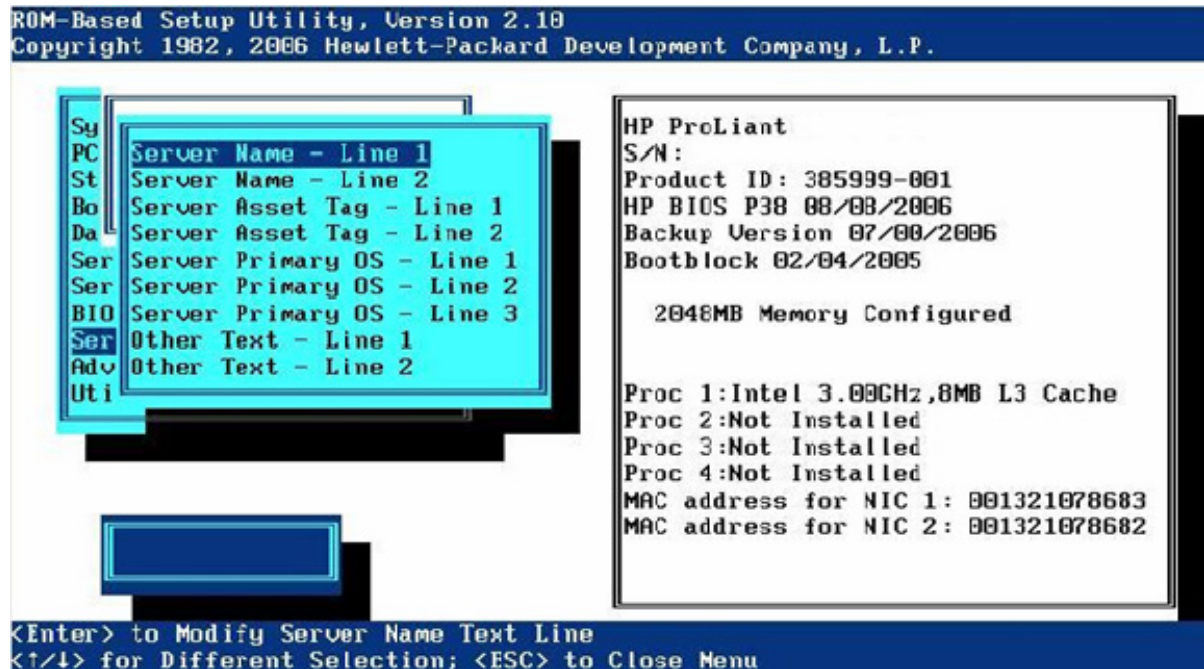 ROM-Based Setup Utility, Version 2.10
Copyright 1982, 2006 Hewlett-Packard Development Company, L.P.
Sy
PC
St
Bo
Da
Ser
Ser
BIO
Ser
Adv
Uti
Server Name - Line 1
Server Name - Line 2
Server Asset Tag - Line 1
Server Asset Tag - Line 2
Server Primary OS - Line 1
Server Primary OS - Line 2
Server Primary OS - Line 3
Other Text - Line 1
Other Text - Line 2
HP ProLiant
S/N:
Product ID: 385999-001
HP BIOS P38 08/08/2006
Backup Version 07/00/2006
Bootblock 02/04/2005
2048MB Memory Configured
Proc 1:Intel 3.00GHz,8MB L3 Cache
Proc 2:Not Installed
Proc 3:Not Installed
Proc 4:Not Installed
MAC address for NIC 1: 001321078683
MAC address for NIC 2: 001321078682
<Enter> to Modify Server Name Text Line
<↑/↓> for Different Selection; <ESC> to Close Menu